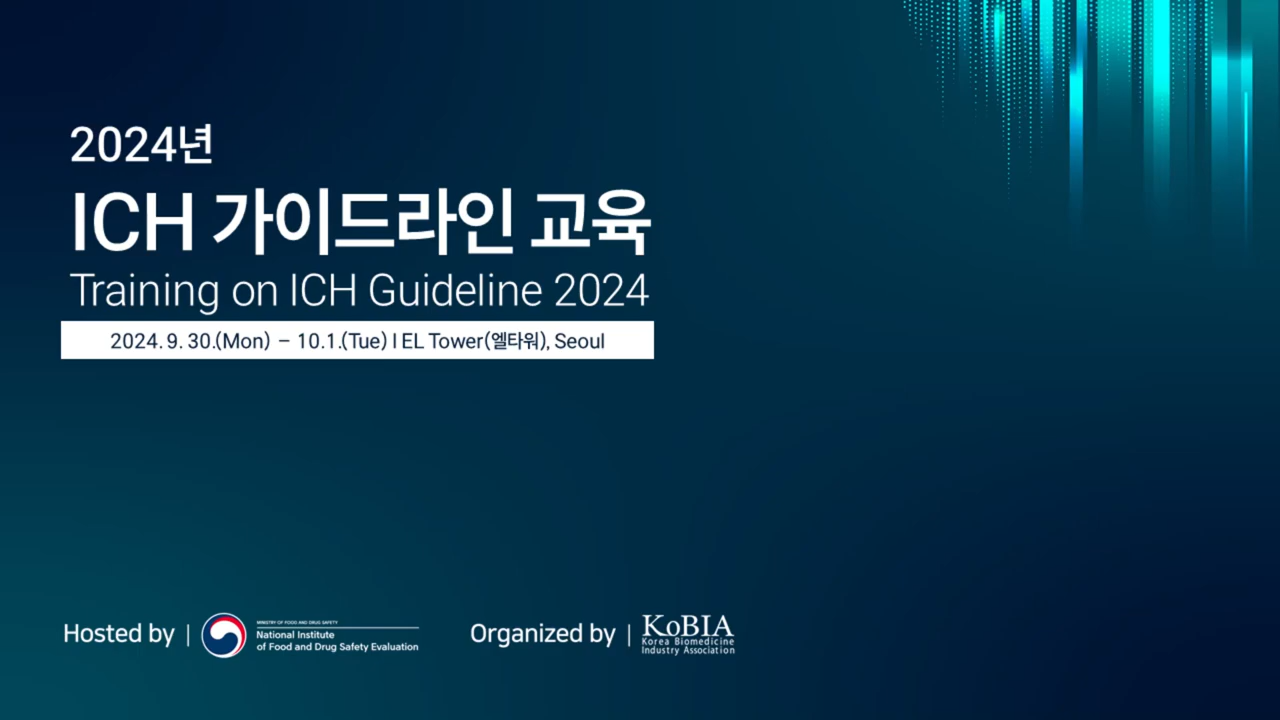 2024년
ICH 가이드라인 교육
Training on ICH Guideline 2024
2024. 9. 30.(Mon) – 10.1.(Tue) I EL Tower(엘타워), Seoul
Hosted by |
MINISTRY OF FOOD AND DRUG SAFETY
National Institute
of Food and Drug Safety Evaluation
Organized by |
KoBIA
Korea Biomedicine
Industry Association